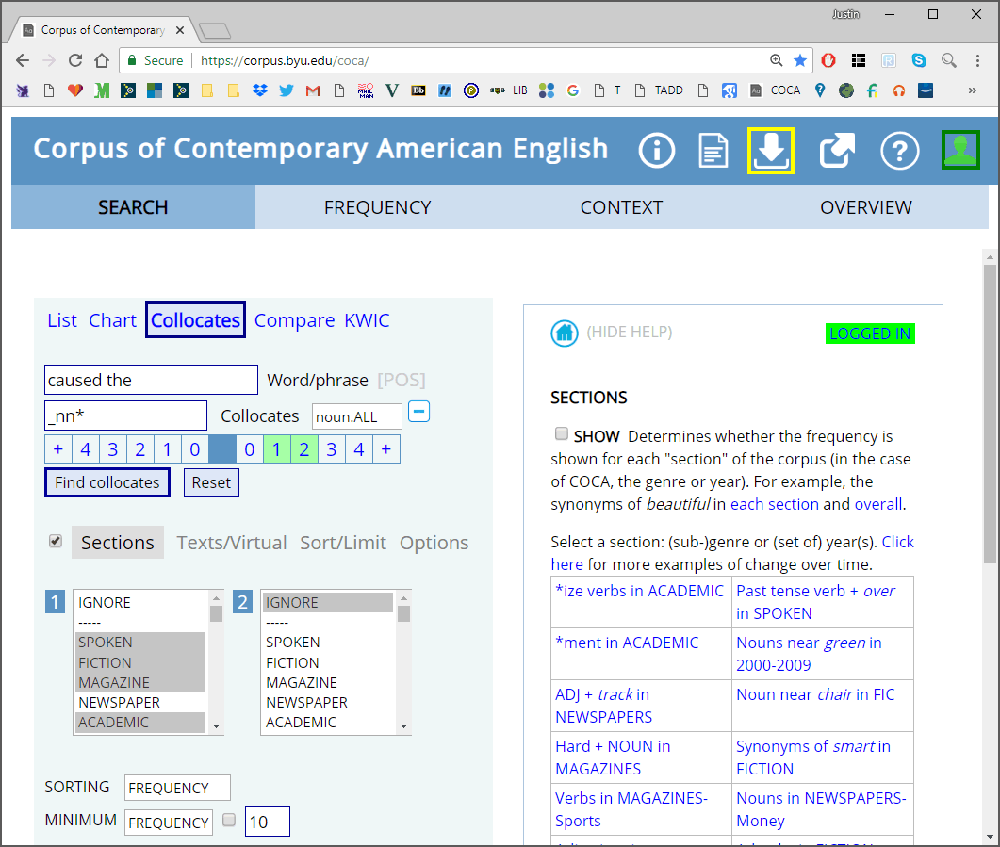 Justin
Corpus of Contemporary
Secure https://corpus.byu.edu/coca/
Bb LIB T TADD COCA »
Corpus of Contemporary American English
SEARCH FREQUENCY CONTEXT OVERVIEW
List Chart Collocates Compare KWIC
caused the Word/phrase [POS]
_nn* Collocates noun.ALL
+ 4 3 2 1 0 0 1 2 3 4 +
Find collocates Reset
Sections Texts/Virtual Sort/Limit Options
1 IGNORE
-----
SPOKEN
FICTION
MAGAZINE
NEWSPAPER
ACADEMIC
2 IGNORE
-----
SPOKEN
FICTION
MAGAZINE
NEWSPAPER
ACADEMIC
SORTING FREQUENCY
MINIMUM FREQUENCY 10
(HIDE HELP) LOGGED IN
SECTIONS
SHOW Determines whether the frequency is
shown for each "section" of the corpus (in the case
of COCA, the genre or year). For example, the
synonyms of beautiful in each section and overall.
Select a section: (sub-)genre or (set of) year(s). Click
here for more examples of change over time.
*ize verbs in ACADEMIC
Past tense verb + over
in SPOKEN
*ment in ACADEMIC
Nouns near green in
2000-2009
ADJ + track in
NEWSPAPERS
Noun near chair in FIC
Hard + NOUN in
MAGAZINES
Synonyms of smart in
FICTION
Verbs in MAGAZINES-
Sports
Nouns in NEWSPAPERS-
Money